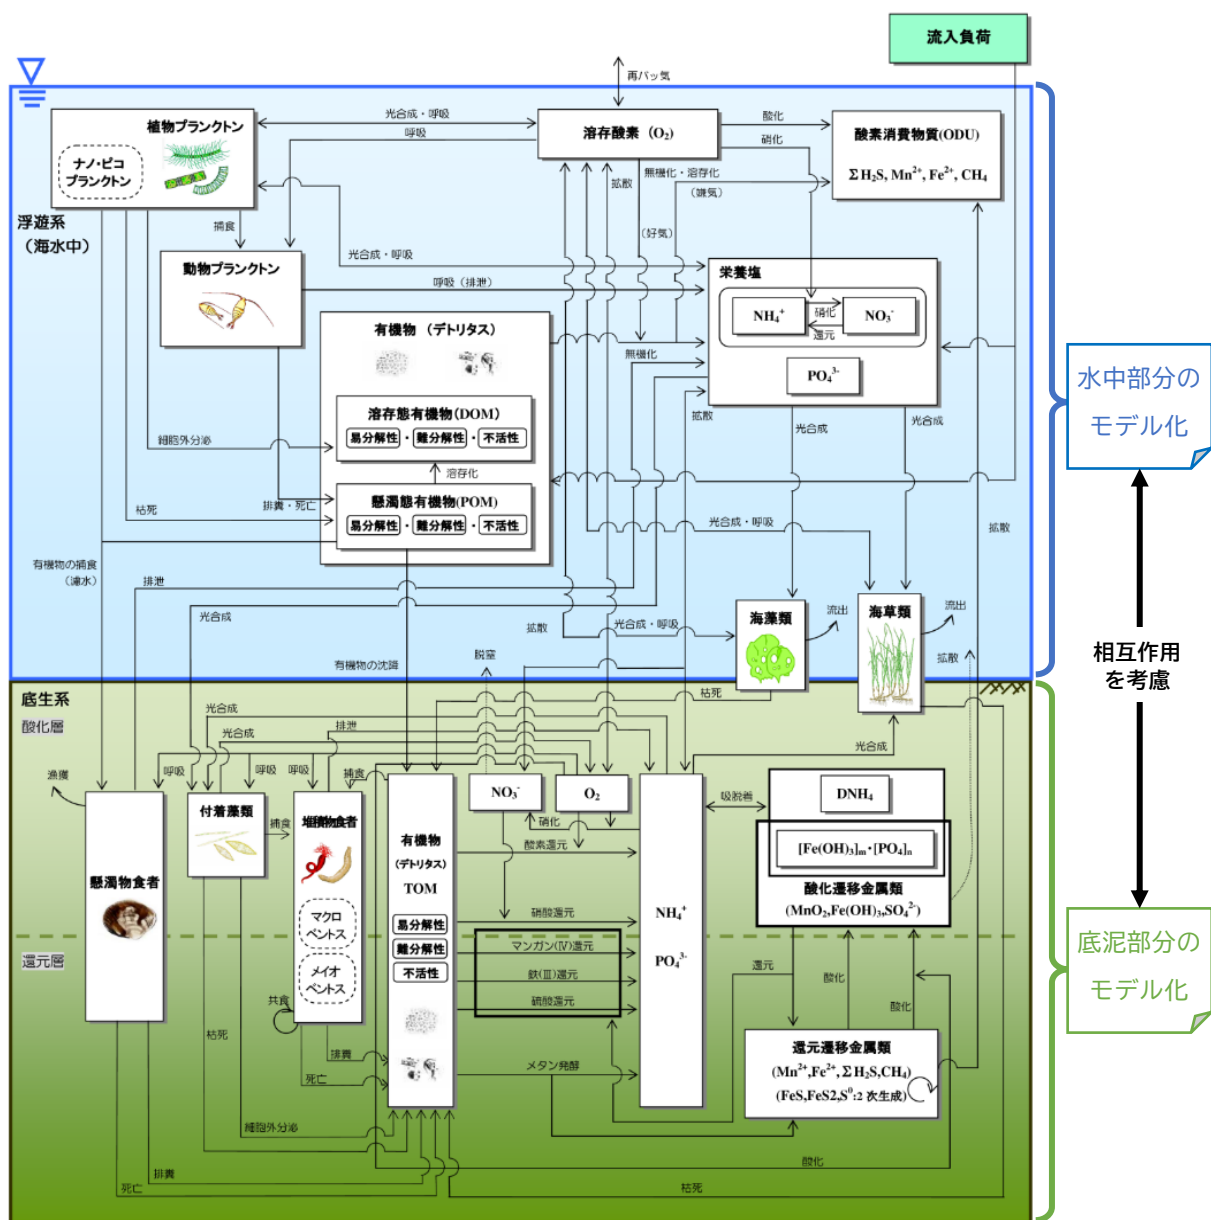 流入負荷
再バッ気
植物プランクトン
ナノ・ピコ
プランクトン
光合成・呼吸
呼吸
溶存酸素（O₂）
酸化
硝化
酸素消費物質(ODU)
ΣH₂S, Mn²⁺, Fe²⁺, CH₄
拡散
無機化・溶存化
(嫌気)
(好気)
浮遊系
（海水中）
捕食
動物プランクトン
光合成・呼吸
呼吸（排泄）
栄養塩
NH₄⁺
硝化
還元
NO₃⁻
PO₄³⁻
有機物 （デトリタス）
無機化
拡散
光合成
光合成
溶存態有機物(DOM)
易分解性・難分解性・不活性
細胞外分泌
溶存化
懸濁態有機物(POM)
易分解性・難分解性・不活性
排糞・死亡
枯死
光合成・呼吸
拡散
有機物の捕食
（濾水）
排泄
光合成
拡散
光合成・呼吸
海藻類
流出
海草類
流出
拡散
有機物の沈降
脱窒
水中部分の
モデル化
相互作用
を考慮
底泥部分の
モデル化
底生系
酸化層
枯死
光合成
光合成
排泄
光合成
漁獲
呼吸
呼吸
呼吸
捕食
懸濁物食者
付着藻類
捕食
堆積物食者
マクロ
ベントス
メイオ
ベントス
有機物
(デトリタス)
TOM
易分解性
難分解性
不活性
NO₃⁻
O₂
硝化
酸素還元
硝酸還元
マンガン(Ⅳ)還元
鉄(Ⅲ)還元
硫酸還元
メタン発酵
NH₄⁺
PO₄³⁻
吸脱着
DNH₄
[Fe(OH)₃]m・[PO₄]n
酸化遷移金属類
(MnO₂,Fe(OH)₃,SO₄²⁻)
還元層
還元
酸化
酸化
還元遷移金属類
(Mn²⁺,Fe²⁺,ΣH₂S,CH₄)
(FeS,FeS2,S⁰:2次生成)
共食
枯死
排糞
死亡
細胞外分泌
排糞
死亡
酸化
枯死